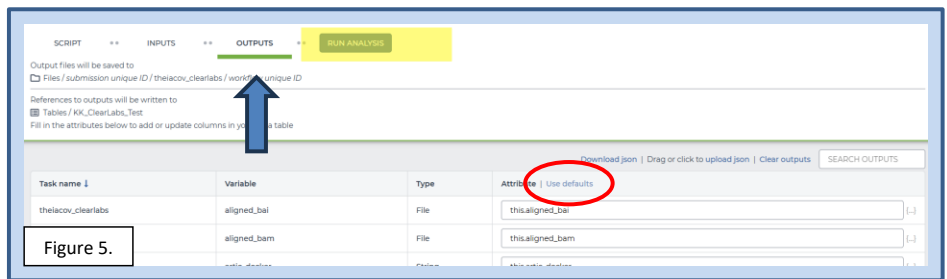 SCRIPT INPUTS OUTPUTS RUN ANALYSIS
Output files will be saved to
Files / submission unique ID / theiacov_clearlabs / workflow unique ID
References to outputs will be written to
Tables / KK_ClearLabs_Test
Fill in the attributes below to add or update columns in your data table
Download json | Drag or click to upload json | Clear outputs SEARCH OUTPUTS
Task name ↓ Variable Type Attribute | Use defaults
theiacov_clearlabs aligned_bai File this.aligned_bai {...}
aligned_bam File this.aligned_bam {...}
Figure 5.
String